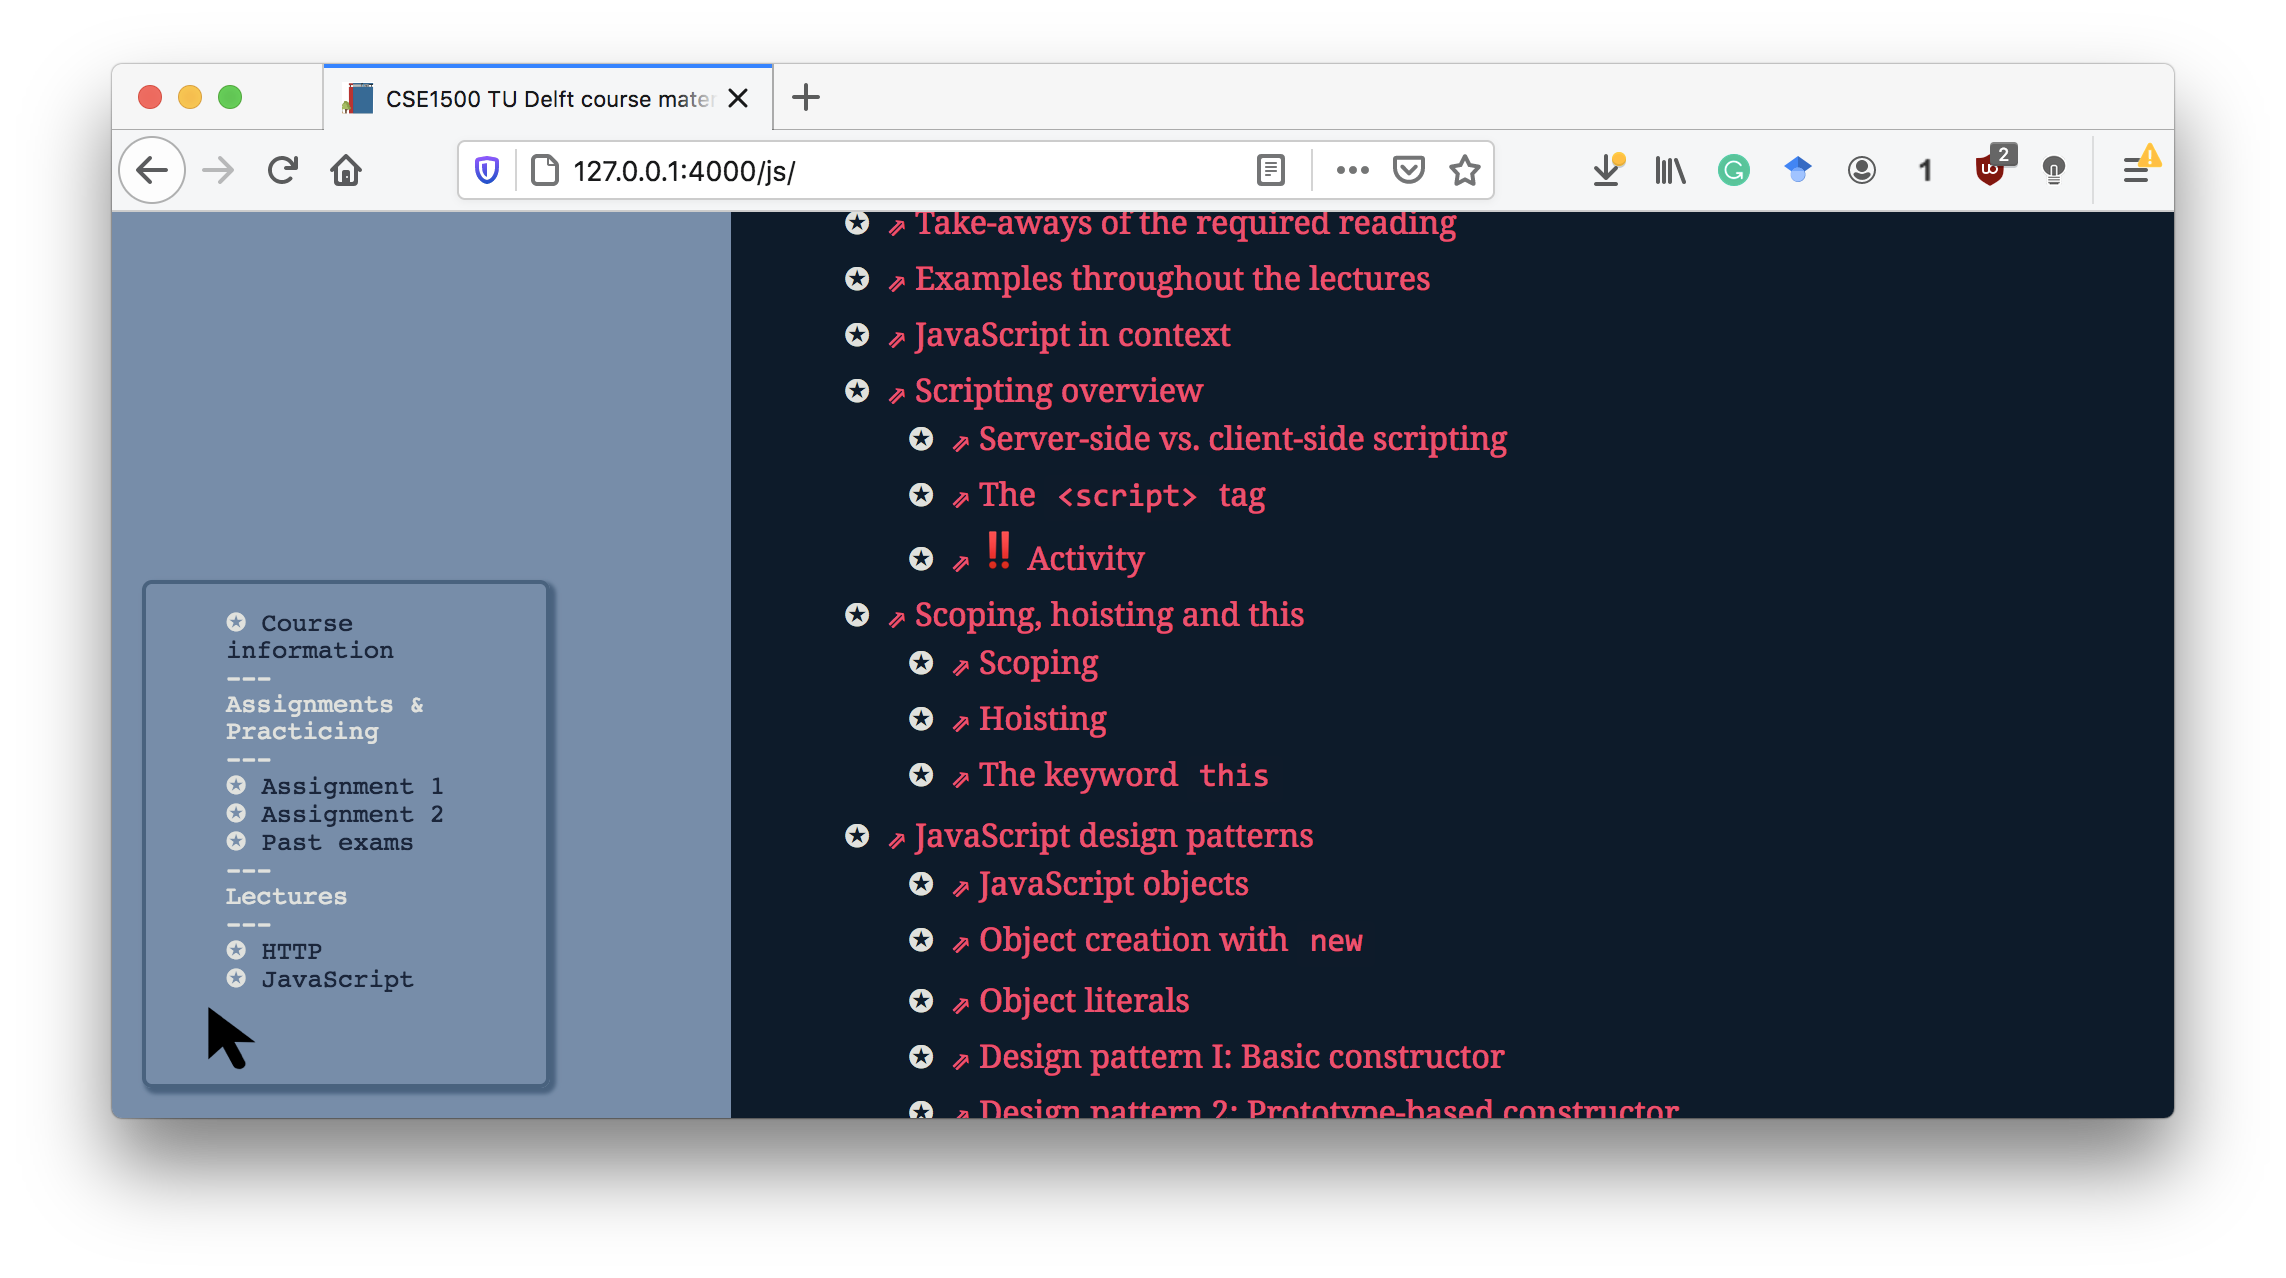 CSE1500 TU Delft course mater
127.0.0.1:4000/js/
1
2
Course
information
---
Assignments &
Practicing
---
Assignment 1
Assignment 2
Past exams
---
Lectures
---
HTTP
JavaScript
⇗ Take-aways of the required reading
⇗ Examples throughout the lectures
⇗ JavaScript in context
⇗ Scripting overview
⇗ Server-side vs. client-side scripting
⇗ The <script> tag
⇗ ‼ Activity
⇗ Scoping, hoisting and this
⇗ Scoping
⇗ Hoisting
⇗ The keyword this
⇗ JavaScript design patterns
⇗ JavaScript objects
⇗ Object creation with new
⇗ Object literals
⇗ Design pattern I: Basic constructor
⇗ Design pattern 2: Prototype-based constructor